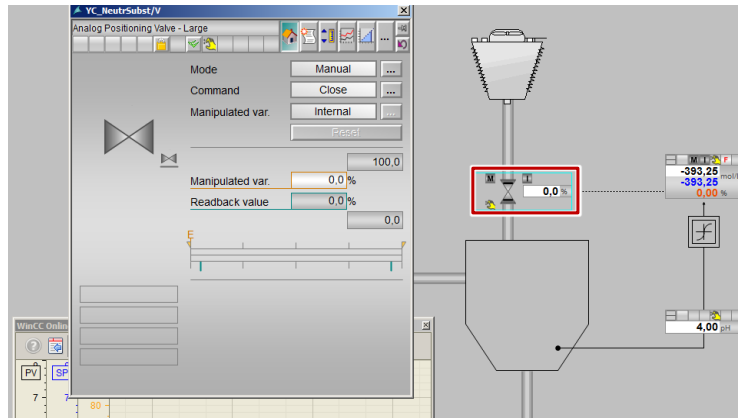 YC_NeutrSubst/V
Analog Positioning Valve - Large
...
Mode
Manual
...
Command
Close
...
Manipulated var.
Internal
...
Reset
100,0
Manipulated var.
0,0 %
Readback value
0,0 %
0,0
E
M
I
0,0 %
M I F
-393,25
-393,25
0,00 %
4,00 pH
WinCC Onlin
PV
SP
7
7
80